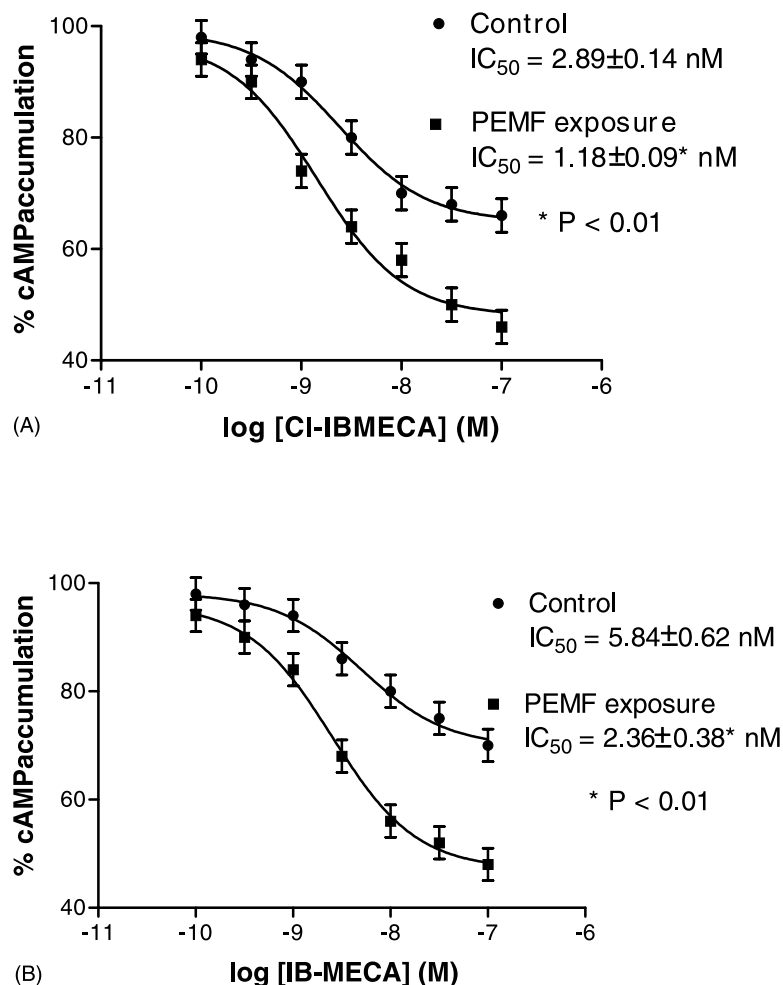 100
80
60
40
% cAMPaccumulation
Control
IC50 = 2.89±0.14 nM
PEMF exposure
IC50 = 1.18±0.09* nM
* P < 0.01
-11 -10 -9 -8 -7 -6
(A)
log [Cl-IBMECA] (M)
100
80
60
40
% cAMPaccumulation
Control
IC50 = 5.84±0.62 nM
PEMF exposure
IC50 = 2.36±0.38* nM
* P < 0.01
-11 -10 -9 -8 -7 -6
(B)
log [IB-MECA] (M)